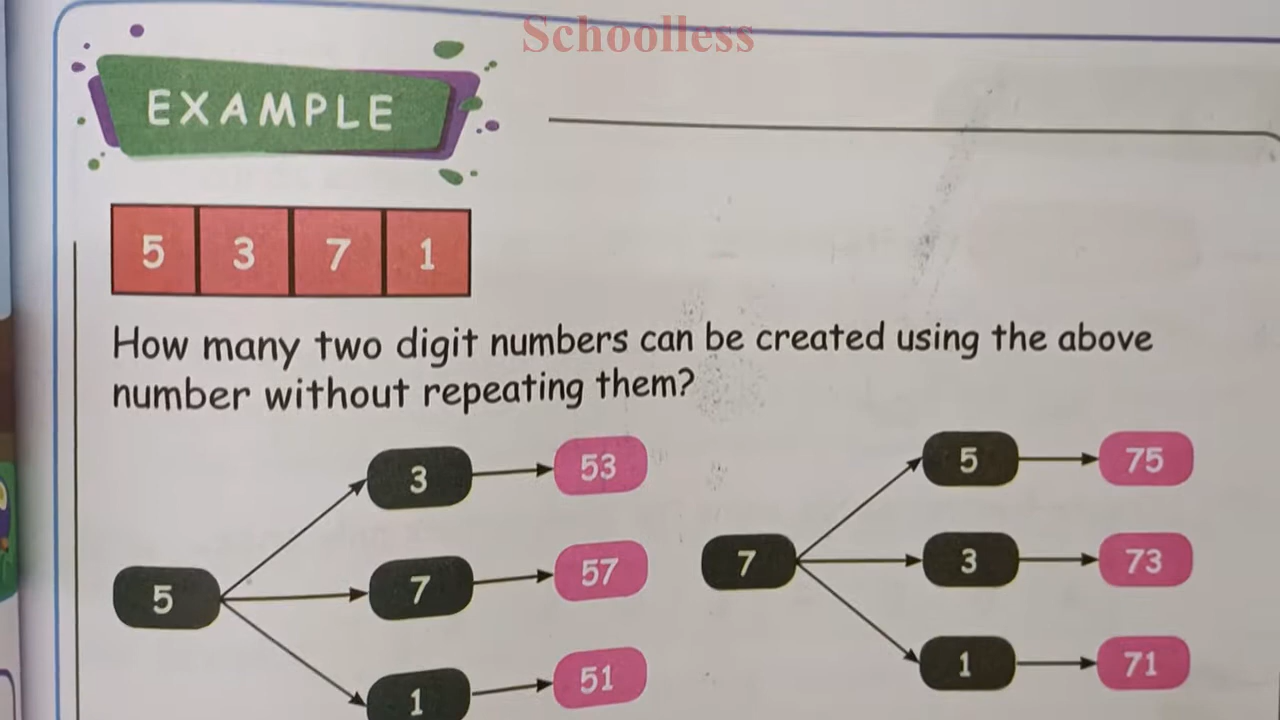 Schoolless
EXAMPLE
5 3 7 1
How many two digit numbers can be created using the above
number without repeating them?
5
3 53
7 57
1 51
7
5 75
3 73
1 71